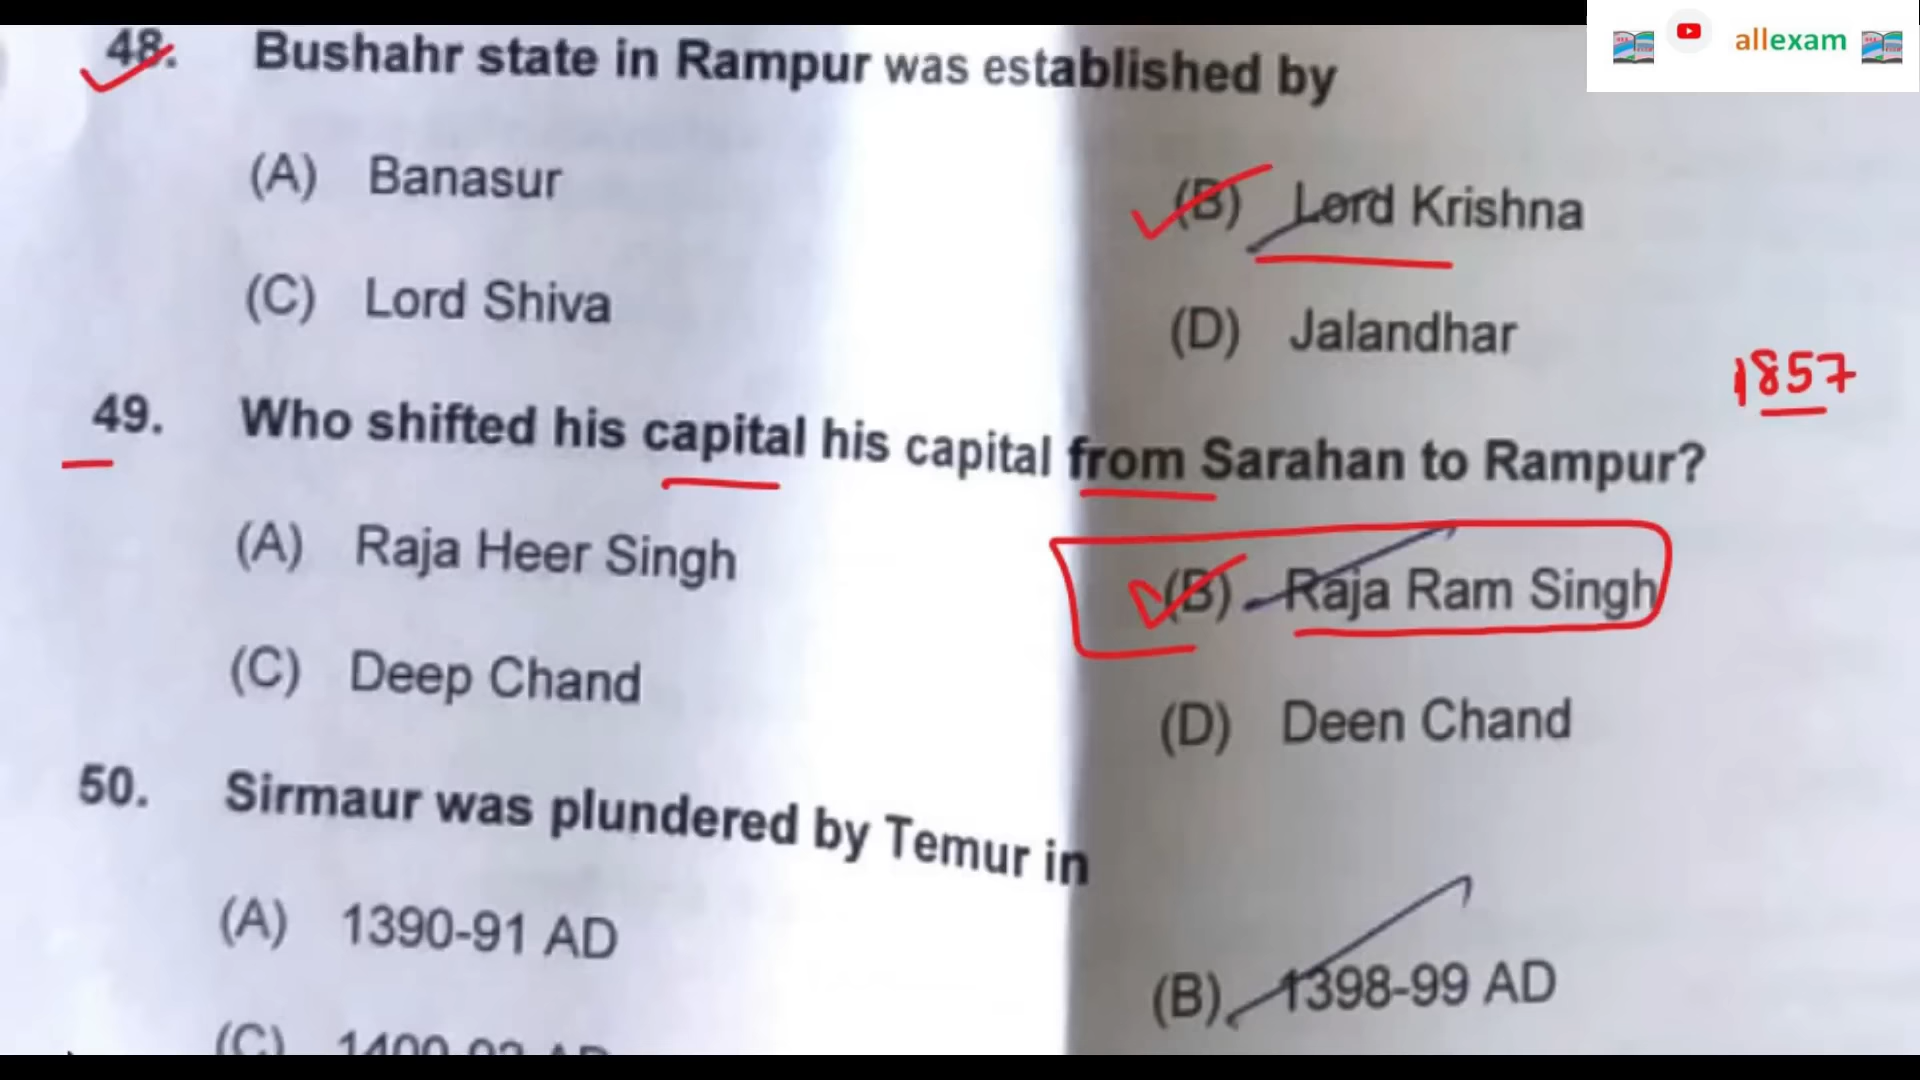 allexam
48. Bushahr state in Rampur was established by
(A) Banasur
(B) Lord Krishna
(C) Lord Shiva
(D) Jalandhar
1857
49. Who shifted his capital his capital from Sarahan to Rampur?
(A) Raja Heer Singh
(B) Raja Ram Singh
(C) Deep Chand
(D) Deen Chand
50. Sirmaur was plundered by Temur in
(A) 1390-91 AD
(B) 1398-99 AD
(C)